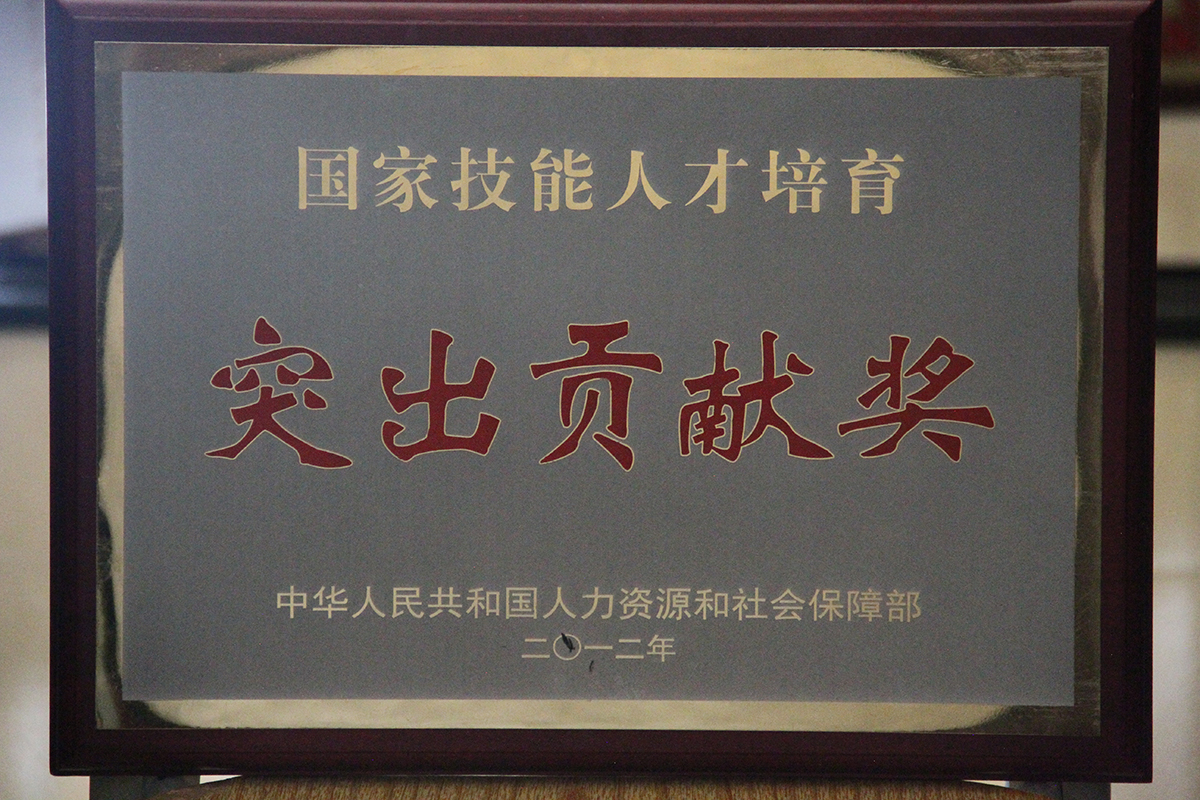 国家技能人才培育
突出贡献奖
中华人民共和国人力资源和社会保障部
二〇一二年